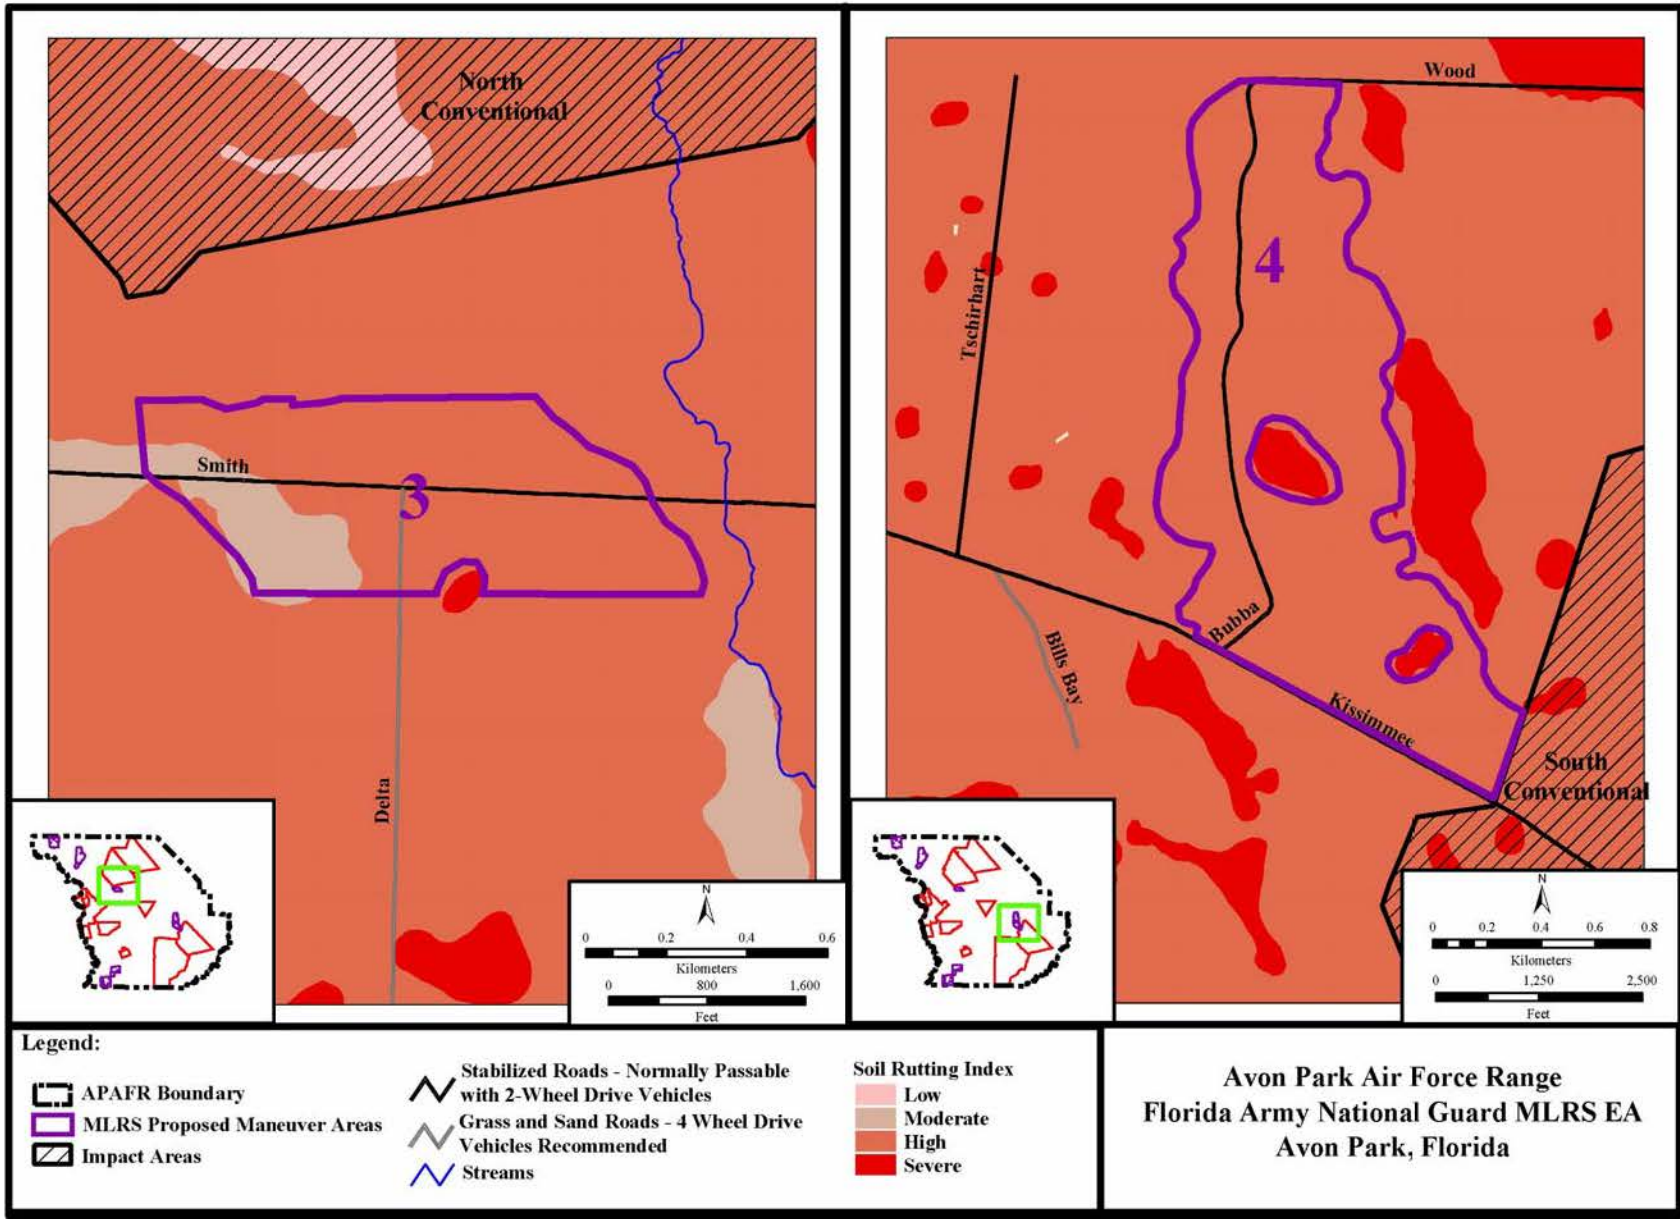 North
Conventional
Smith
3
Delta
N
0 0.2 0.4 0.6
Kilometers
0 800 1,600
Feet
Wood
Tschirhart
4
Bubba
Bills Bay
Kissimmee
South
Conventional
N
0 0.2 0.4 0.6 0.8
Kilometers
0 1,250 2,500
Feet
Legend:
APAFR Boundary
MLRS Proposed Maneuver Areas
Impact Areas
Stabilized Roads - Normally Passable
with 2-Wheel Drive Vehicles
Grass and Sand Roads - 4 Wheel Drive
Vehicles Recommended
Streams
Soil Rutting Index
Low
Moderate
High
Severe
Avon Park Air Force Range
Florida Army National Guard MLRS EA
Avon Park, Florida